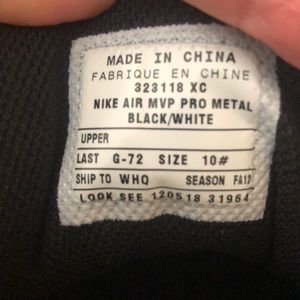 MADE IN CHINA
FABRIQUE EN CHINE
323118 XC
NIKE AIR MVP PRO METAL
BLACK/WHITE
UPPER
LAST G-72 SIZE 10#
SHIP TO WHQ SEASON FA12
LOOK SEE 120518 31964